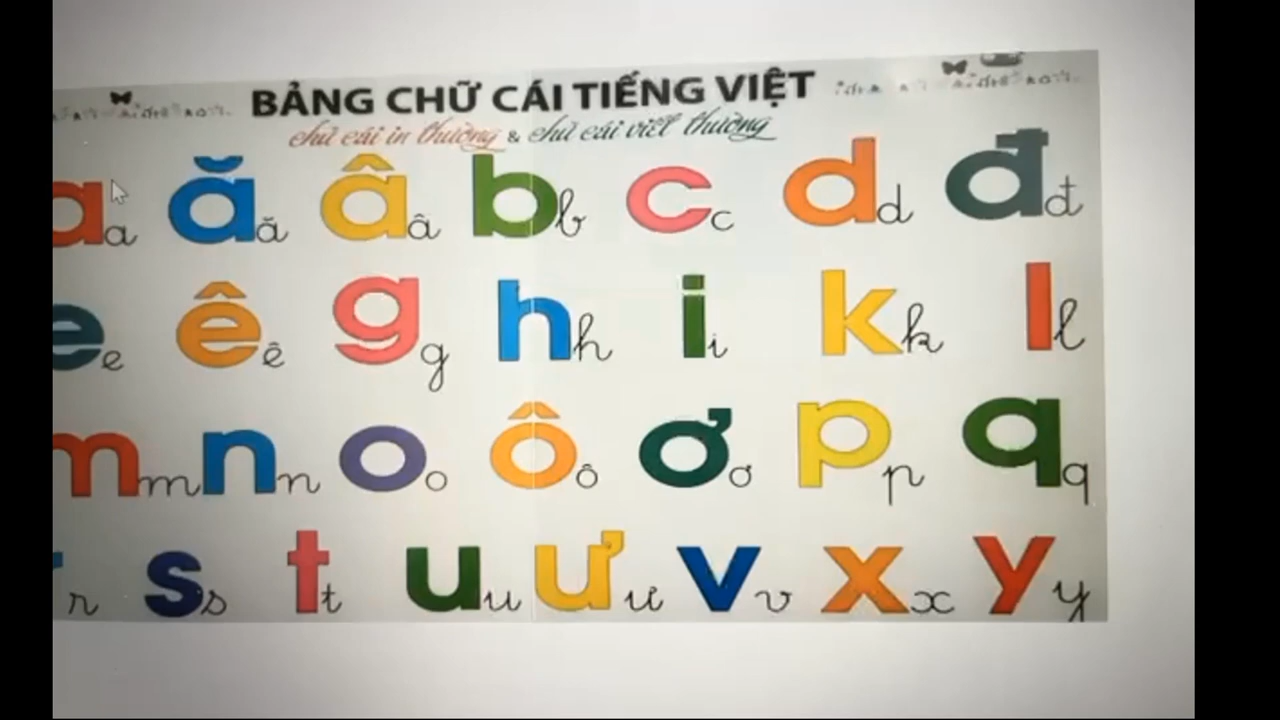 BẢNG CHỮ CÁI TIẾNG VIỆT
chữ cái in thường & chữ cái viết thường
a a ă ă â â b b c c d d đ đ
e e ê ê g g h h i i k k l l
m m n n o o ô ô ơ ơ p p q q
r r s s t t u u ư ư v v x x y y